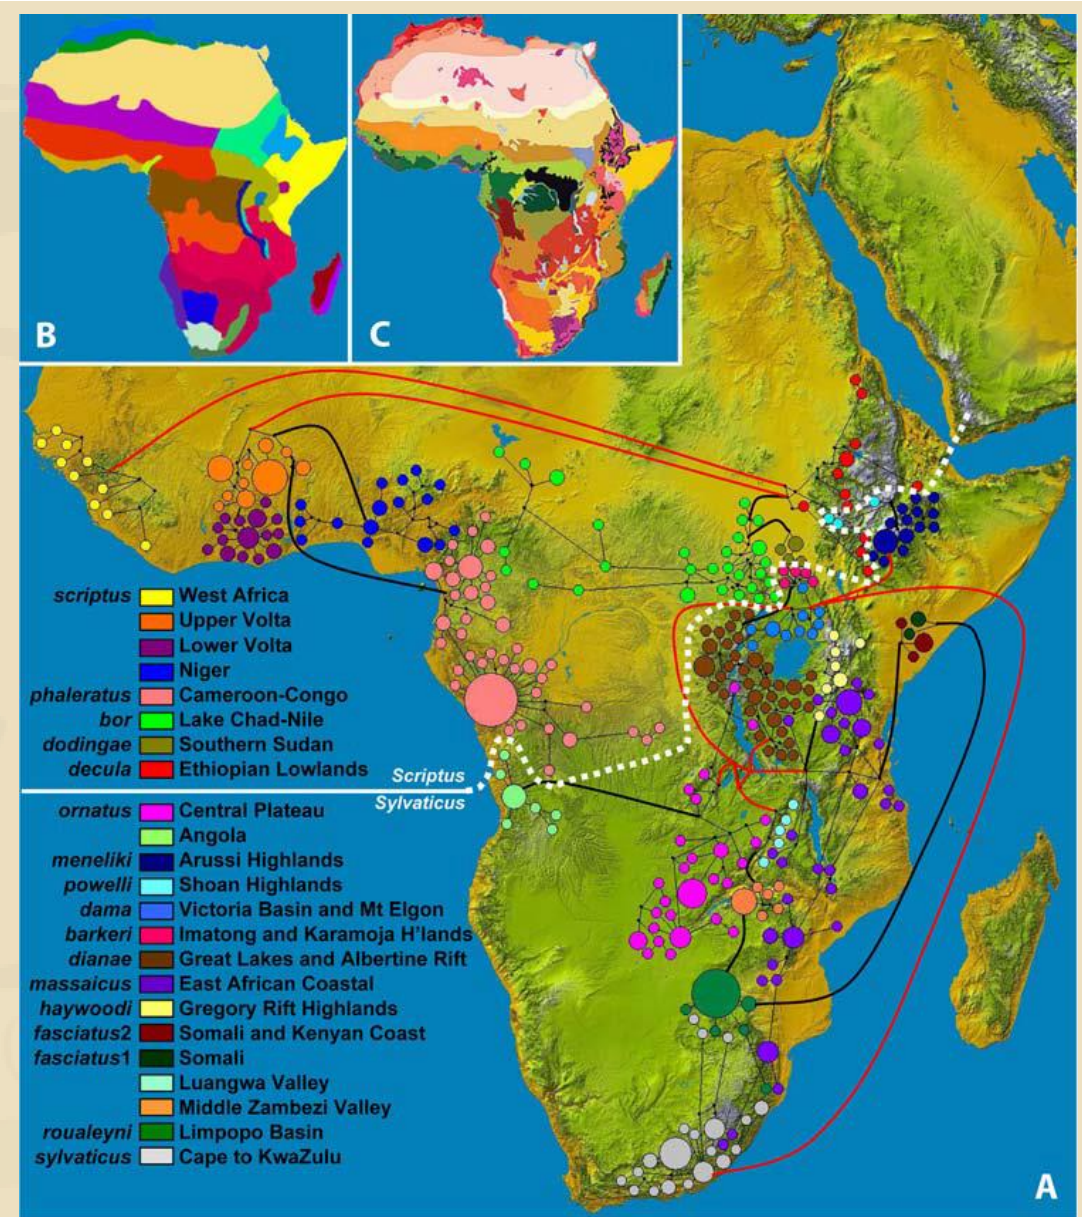 B
C
scriptus West Africa
Upper Volta
Lower Volta
Niger
phaleratus Cameroon-Congo
bor Lake Chad-Nile
dodingae Southern Sudan
decula Ethiopian Lowlands
Scriptus
Sylvaticus
ornatus Central Plateau
Angola
meneliki Arussi Highlands
powelli Shoan Highlands
dama Victoria Basin and Mt Elgon
barkeri Imatong and Karamoja H'lands
dianae Great Lakes and Albertine Rift
massaicus East African Coastal
haywoodi Gregory Rift Highlands
fasciatus2 Somali and Kenyan Coast
fasciatus1 Somali
Luangwa Valley
Middle Zambezi Valley
roualeyni Limpopo Basin
sylvaticus Cape to KwaZulu
A